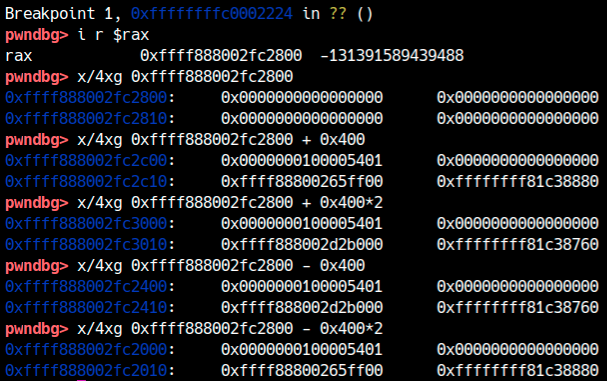 Breakpoint 1, 0xffffffffc0002224 in ?? ()
pwndbg> i r $rax
rax            0xffff888002fc2800  -131391589439488
pwndbg> x/4xg 0xffff888002fc2800
0xffff888002fc2800:     0x0000000000000000      0x0000000000000000
0xffff888002fc2810:     0x0000000000000000      0x0000000000000000
pwndbg> x/4xg 0xffff888002fc2800 + 0x400
0xffff888002fc2c00:     0x0000000100005401      0x0000000000000000
0xffff888002fc2c10:     0xffff88800265ff00      0xffffffff81c38880
pwndbg> x/4xg 0xffff888002fc2800 + 0x400*2
0xffff888002fc3000:     0x0000000100005401      0x0000000000000000
0xffff888002fc3010:     0xffff888002d2b000      0xffffffff81c38760
pwndbg> x/4xg 0xffff888002fc2800 - 0x400
0xffff888002fc2400:     0x0000000100005401      0x0000000000000000
0xffff888002fc2410:     0xffff888002d2b000      0xffffffff81c38760
pwndbg> x/4xg 0xffff888002fc2800 - 0x400*2
0xffff888002fc2000:     0x0000000100005401      0x0000000000000000
0xffff888002fc2010:     0xffff88800265ff00      0xffffffff81c38880